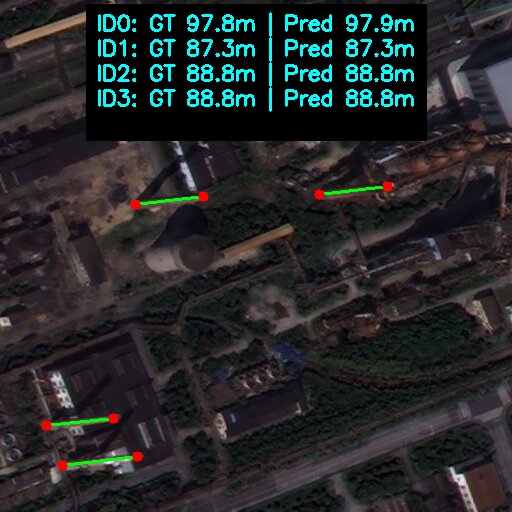 ID0: GT 97.8m | Pred 97.9m
ID1: GT 87.3m | Pred 87.3m
ID2: GT 88.8m | Pred 88.8m
ID3: GT 88.8m | Pred 88.8m